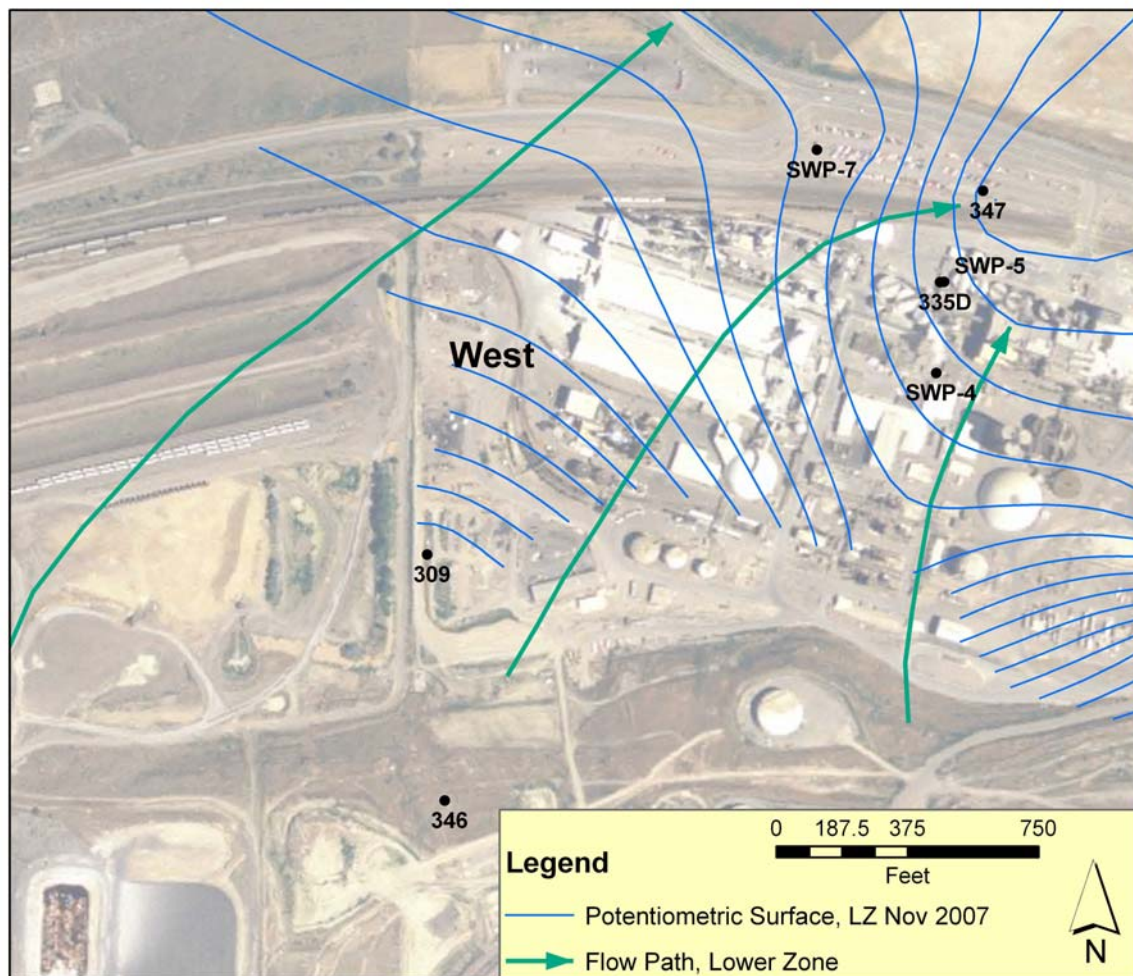 SWP-7
347
SWP-5
335D
West
SWP-4
309
346
Legend
0 187.5 375 750
Feet
Potentiometric Surface, LZ Nov 2007
Flow Path, Lower Zone
N